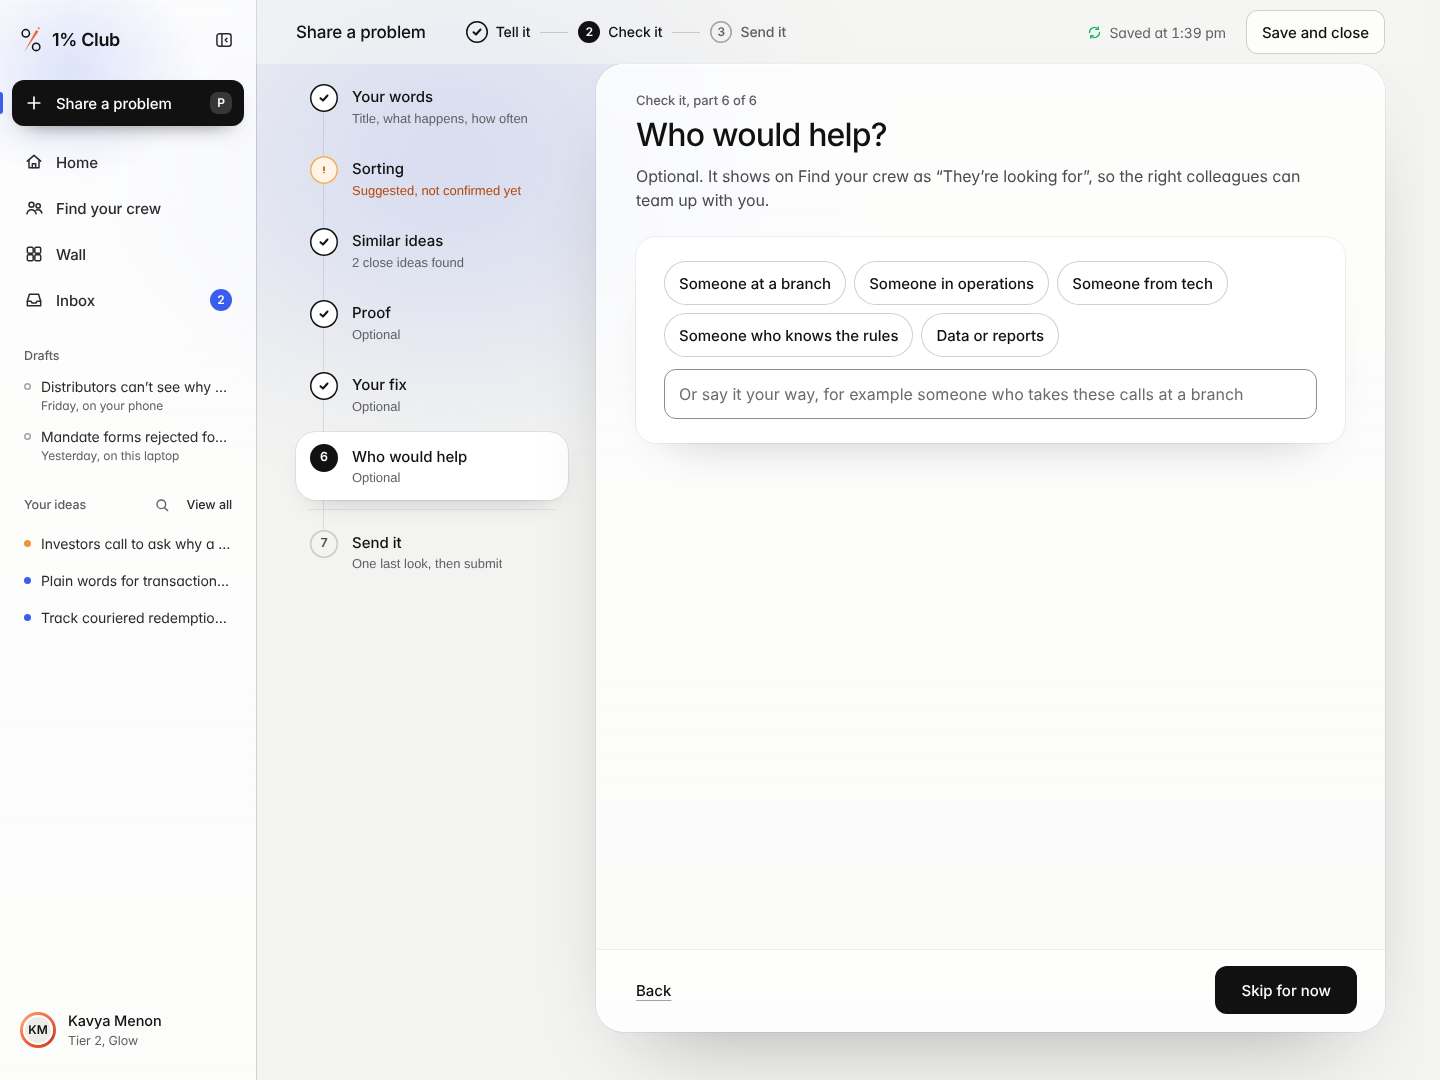 1% Club
Share a problem
P
Home
Find your crew
Wall
Inbox
2
Drafts
Distributors can’t see why ...
Friday, on your phone
Mandate forms rejected fo...
Yesterday, on this laptop
Your ideas
View all
Investors call to ask why a ...
Plain words for transaction...
Track couriered redemptio...
KM
Kavya Menon
Tier 2, Glow
Share a problem
Tell it
2
Check it
3
Send it
Saved at 1:39 pm
Save and close
Your words
Title, what happens, how often
!
Sorting
Suggested, not confirmed yet
Similar ideas
2 close ideas found
Proof
Optional
Your fix
Optional
6
Who would help
Optional
7
Send it
One last look, then submit
Check it, part 6 of 6
Who would help?
Optional. It shows on Find your crew as “They’re looking for”, so the right colleagues can
team up with you.
Someone at a branch
Someone in operations
Someone from tech
Someone who knows the rules
Data or reports
Or say it your way, for example someone who takes these calls at a branch
Back
Skip for now